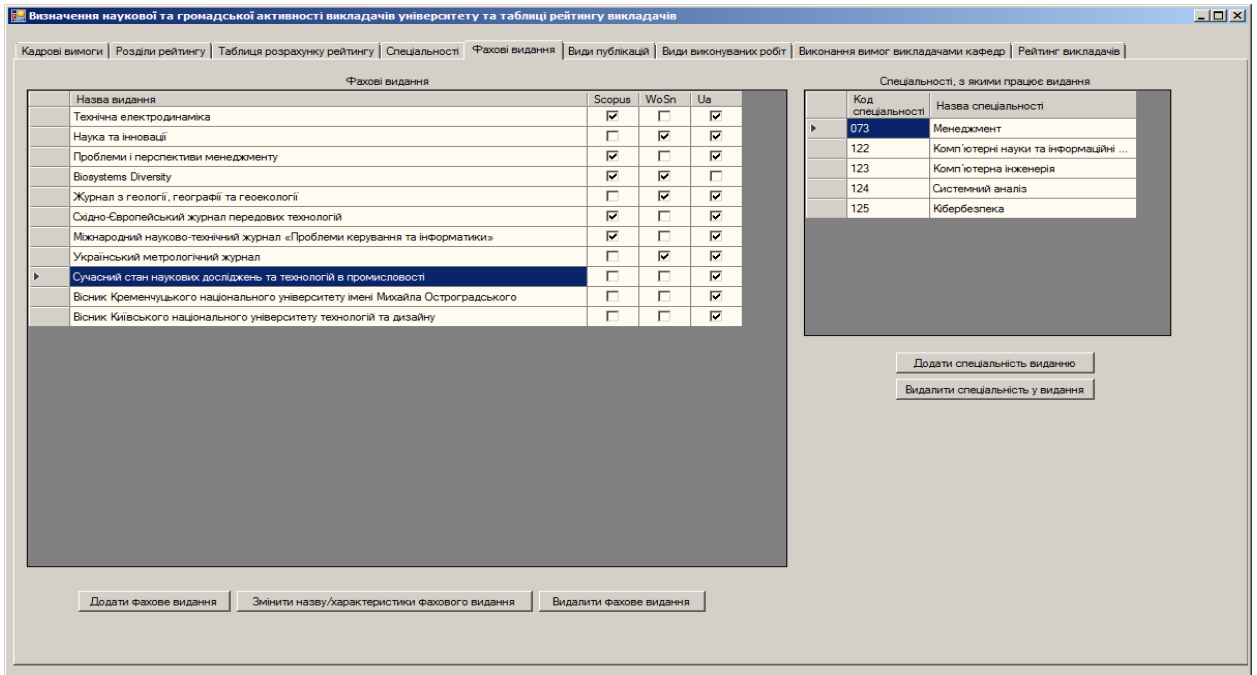 Визначення наукової та громадської активності викладачів університету та таблиці рейтингу викладачів
Кадрові вимоги Розділи рейтингу Таблиця розрахунку рейтингу Спеціальності Фахові видання Види публікацій Види виконуваних робіт Виконання вимог викладачами кафедр Рейтинг викладачів
Фахові видання
Назва видання Scopus WoSn Ua
Технічна електродинаміка
Наука та інновації
Проблеми і перспективи менеджменту
Biosystems Diversity
Журнал з геології, географії та геоекології
Східно-Європейський журнал передових технологій
Міжнародний науково-технічний журнал «Проблеми керування та інформатики»
Український метрологічний журнал
Сучасний стан наукових досліджень та технологій в промисловості
Вісник Кременчуцького національного університету імені Михайла Остроградського
Вісник Київського національного університету технологій та дизайну
Додати фахове видання Змінити назву/характеристики фахового видання Видалити фахове видання
Спеціальності, з якими працює видання
Код
спеціальності Назва спеціальності
073 Менеджмент
122 Комп'ютерні науки та інформаційні ...
123 Комп'ютерна інженерія
124 Системний аналіз
125 Кібербезпека
Додати спеціальність виданню
Видалити спеціальність у видання